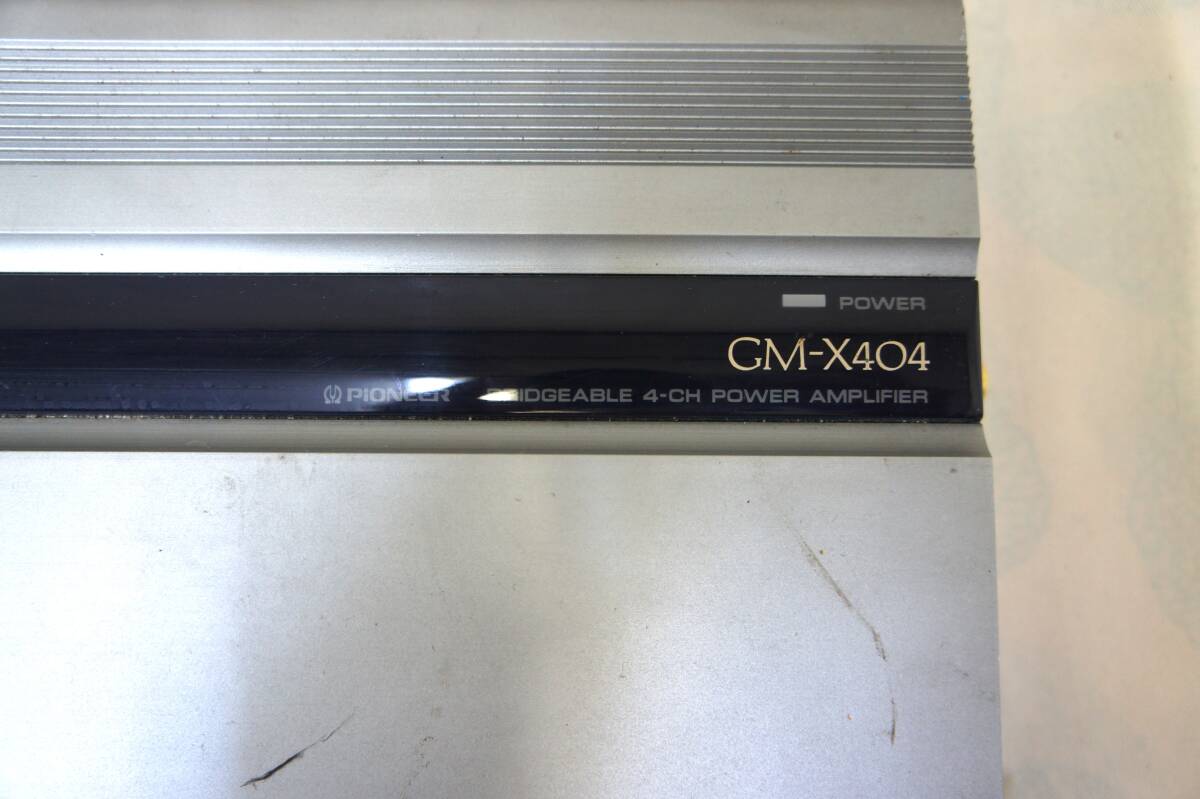 POWER
GM-X404
PIONEER BRIDGEABLE 4-CH POWER AMPLIFIER